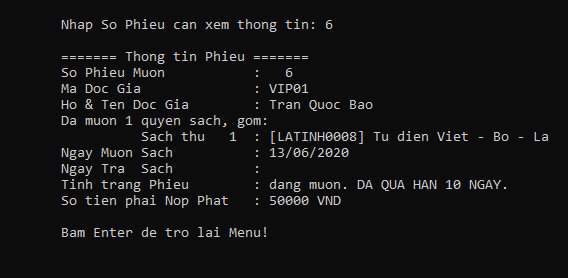 Nhap So Phieu can xem thong tin: 6
======= Thong tin Phieu =======
So Phieu Muon : 6
Ma Doc Gia : VIP01
Ho & Ten Doc Gia : Tran Quoc Bao
Da muon 1 quyen sach, gom:
Sach thu 1 : [LATINH0008] Tu dien Viet - Bo - La
Ngay Muon Sach : 13/06/2020
Ngay Tra Sach :
Tinh trang Phieu : dang muon. DA QUA HAN 10 NGAY.
So tien phai Nop Phat : 50000 VND
Bam Enter de tro lai Menu!